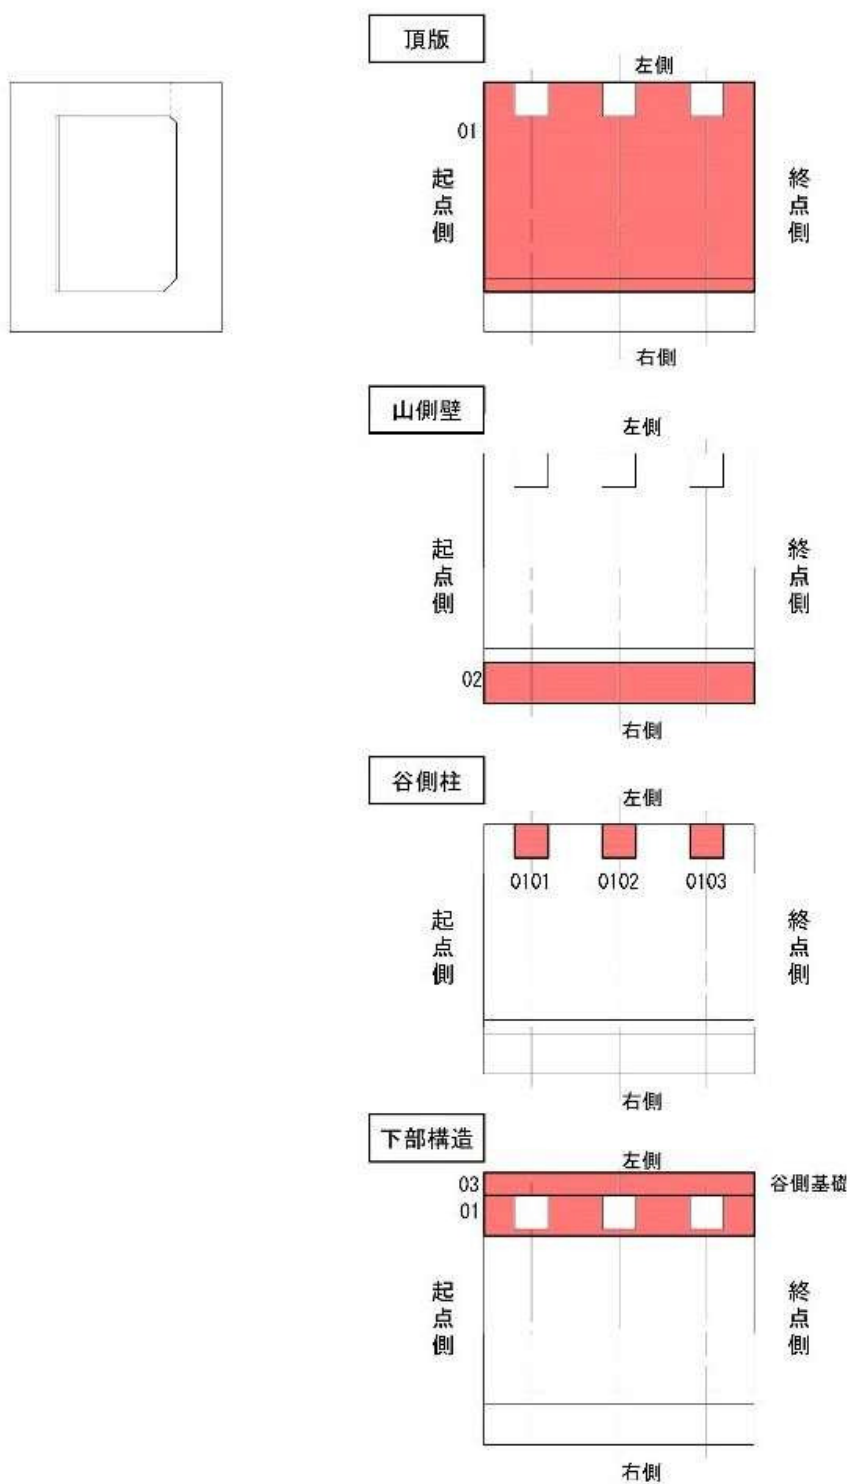 頂版
左側
01
起点側
終点側
右側
山側壁
左側
起点側
終点側
02
右側
谷側柱
左側
0101 0102 0103
起点側
終点側
右側
下部構造
左側
03
谷側基礎
01
起点側
終点側
右側